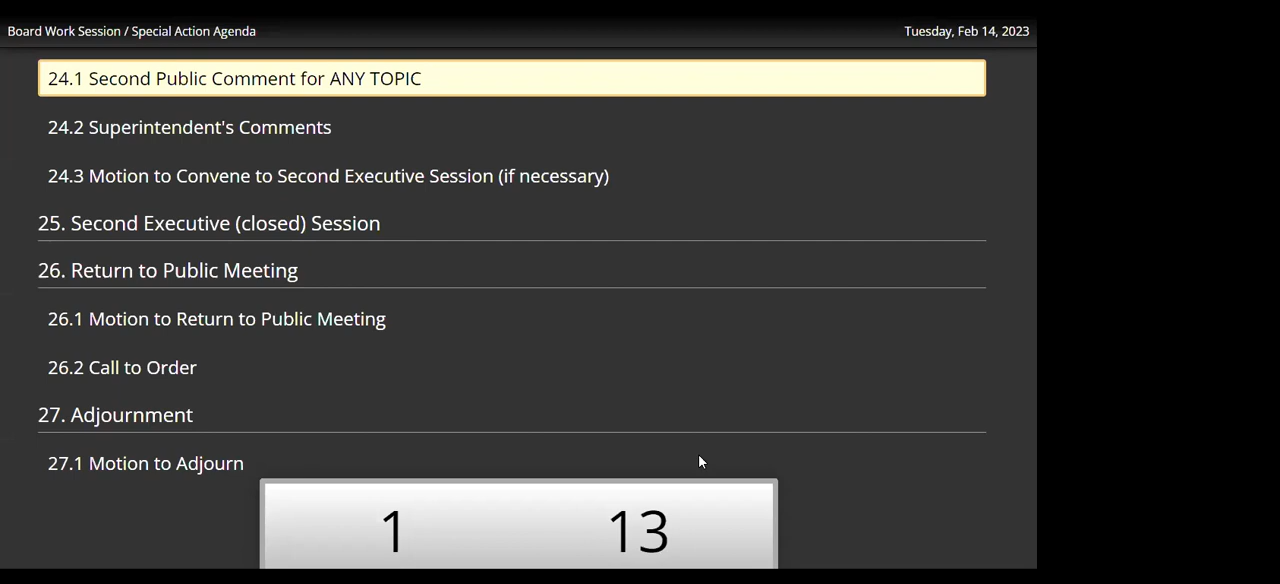 Board Work Session / Special Action Agenda
Tuesday, Feb 14, 2023
24.1 Second Public Comment for ANY TOPIC
24.2 Superintendent's Comments
24.3 Motion to Convene to Second Executive Session (if necessary)
25. Second Executive (closed) Session
26. Return to Public Meeting
26.1 Motion to Return to Public Meeting
26.2 Call to Order
27. Adjournment
27.1 Motion to Adjourn
1 13